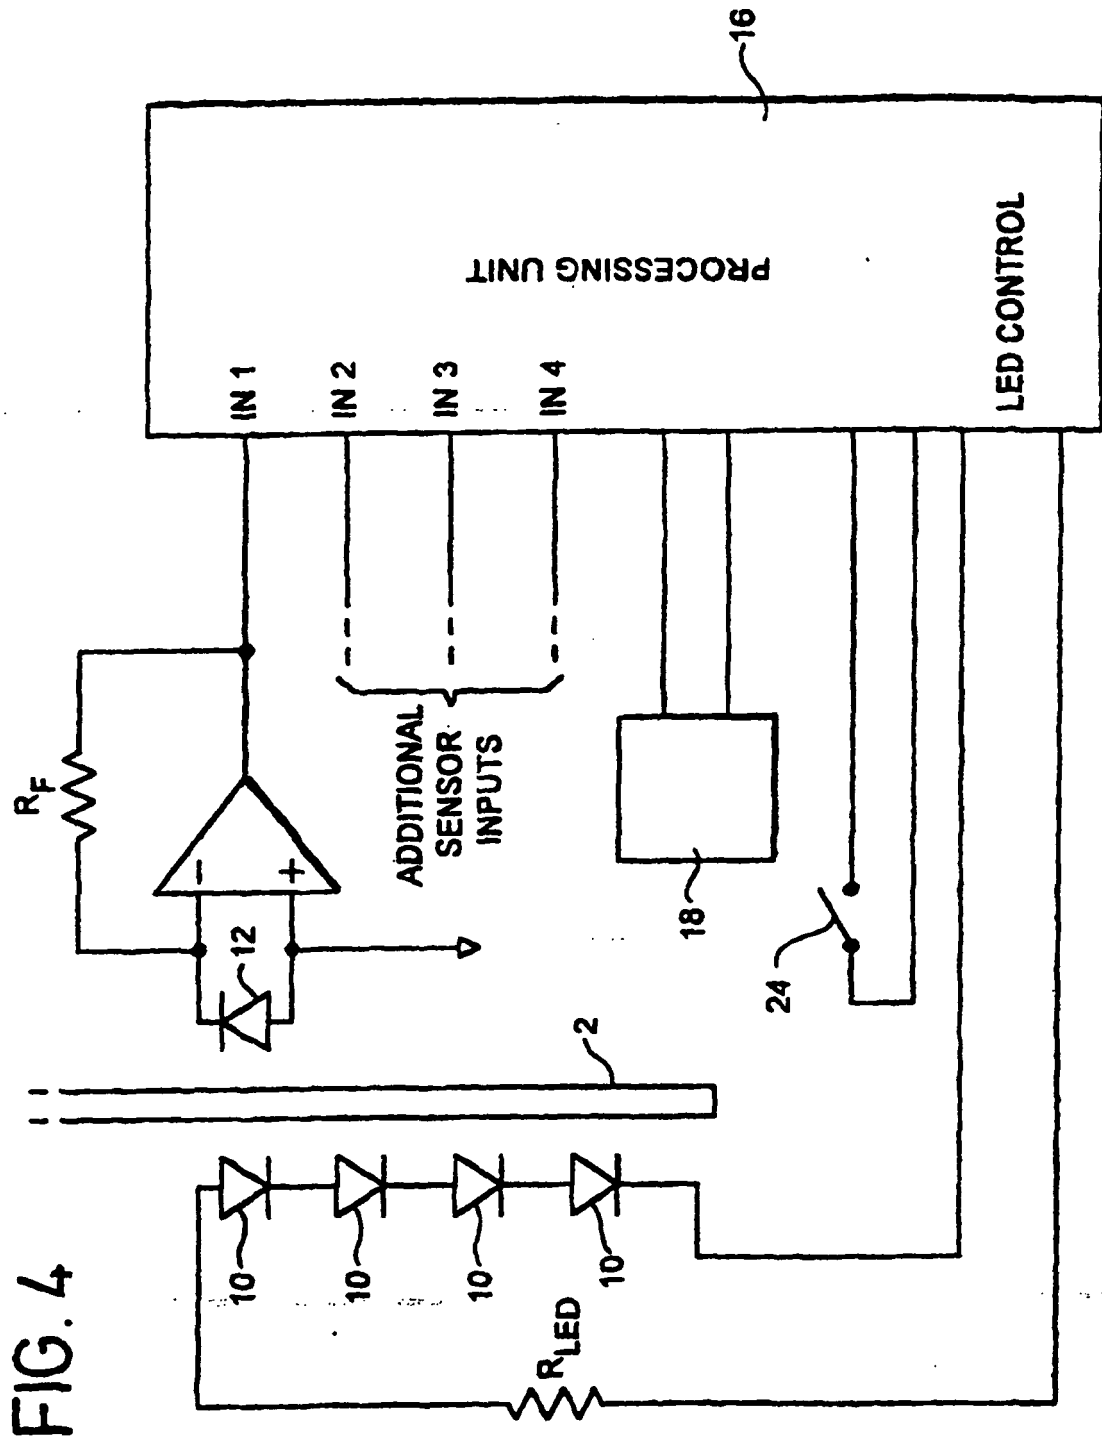 FIG. 4
R_F
12
10
10
10
10
2
R_LED
ADDITIONAL
SENSOR
INPUTS
18
24
IN 1
IN 2
IN 3
IN 4
PROCESSING UNIT
LED CONTROL
16